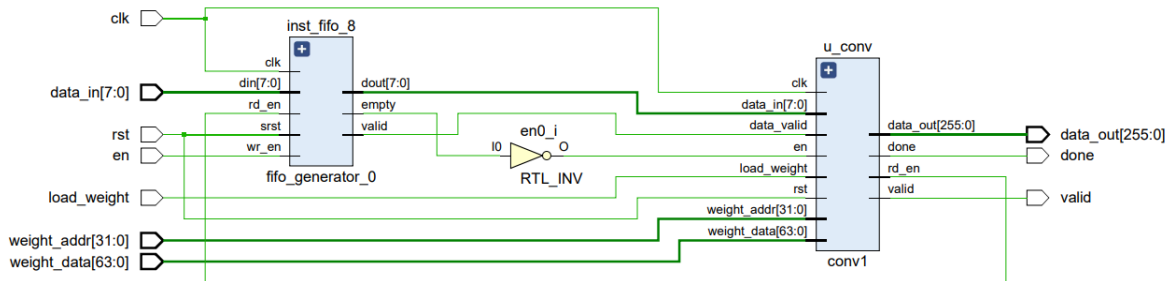 clk
data_in[7:0]
rst
en
load_weight
weight_addr[31:0]
weight_data[63:0]
inst_fifo_8
clk
din[7:0]
rd_en
srst
wr_en
dout[7:0]
empty
valid
fifo_generator_0
en0_i
I0
O
RTL_INV
u_conv
clk
data_in[7:0]
data_valid
en
load_weight
rst
weight_addr[31:0]
weight_data[63:0]
data_out[255:0]
done
rd_en
valid
conv1
data_out[255:0]
done
valid